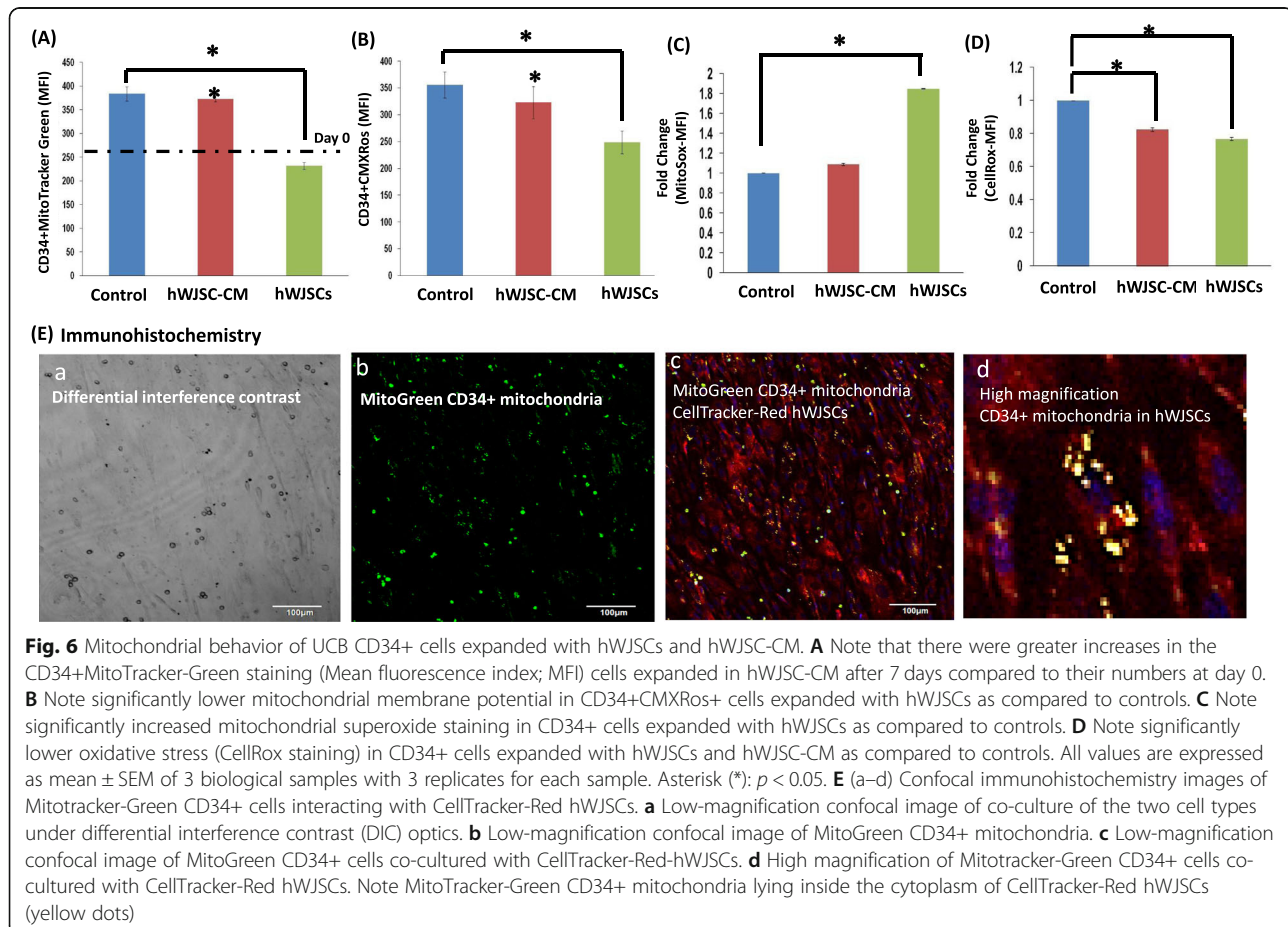 (A)
*
CD34+MitoTracker Green (MFI)
450
400
350
300
250
200
150
100
50
0
*
Day 0
Control hWJSC-CM hWJSCs
(B)
*
CD34+CMXRos (MFI)
400
350
300
250
200
150
100
50
0
*
Control hWJSC-CM hWJSCs
(C)
*
Fold Change
(MitoSox-MFI)
2
1.8
1.6
1.4
1.2
1
0.8
0.6
0.4
0.2
0
Control hWJSC-CM hWJSCs
(D)
*
*
Fold Change
(CellRox-MFI)
1.2
1
0.8
0.6
0.4
0.2
0
Control hWJSC-CM hWJSCs
(E) Immunohistochemistry
a
Differential interference contrast
100µm
b
MitoGreen CD34+ mitochondria
100µm
c
MitoGreen CD34+ mitochondria
CellTracker-Red hWJSCs
100µm
d
High magnification
CD34+ mitochondria in hWJSCs
Fig. 6 Mitochondrial behavior of UCB CD34+ cells expanded with hWJSCs and hWJSC-CM. A Note that there were greater increases in the
CD34+MitoTracker-Green staining (Mean fluorescence index; MFI) cells expanded in hWJSC-CM after 7 days compared to their numbers at day 0.
B Note significantly lower mitochondrial membrane potential in CD34+CMXRos+ cells expanded with hWJSCs as compared to controls. C Note
significantly increased mitochondrial superoxide staining in CD34+ cells expanded with hWJSCs as compared to controls. D Note significantly
lower oxidative stress (CellRox staining) in CD34+ cells expanded with hWJSCs and hWJSC-CM as compared to controls. All values are expressed
as mean ± SEM of 3 biological samples with 3 replicates for each sample. Asterisk (*): p < 0.05. E (a–d) Confocal immunohistochemistry images of
Mitotracker-Green CD34+ cells interacting with CellTracker-Red hWJSCs. a Low-magnification confocal image of co-culture of the two cell types
under differential interference contrast (DIC) optics. b Low-magnification confocal image of MitoGreen CD34+ mitochondria. c Low-magnification
confocal image of MitoGreen CD34+ cells co-cultured with CellTracker-Red-hWJSCs. d High magnification of Mitotracker-Green CD34+ cells co-
cultured with CellTracker-Red hWJSCs. Note MitoTracker-Green CD34+ mitochondria lying inside the cytoplasm of CellTracker-Red hWJSCs
(yellow dots)